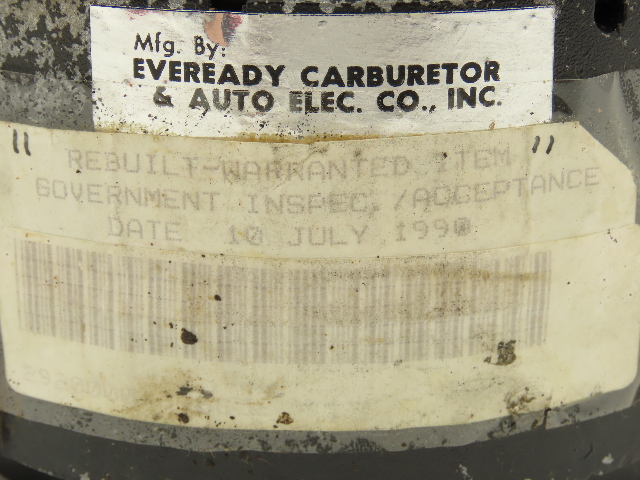 Mfg. By:
EVEREADY CARBURETOR
& AUTO ELEC. CO., INC.
" REBUILT-WARRANTED ITEM "
GOVERNMENT INSPEC./ACCEPTANCE
DATE 10 JULY 1990